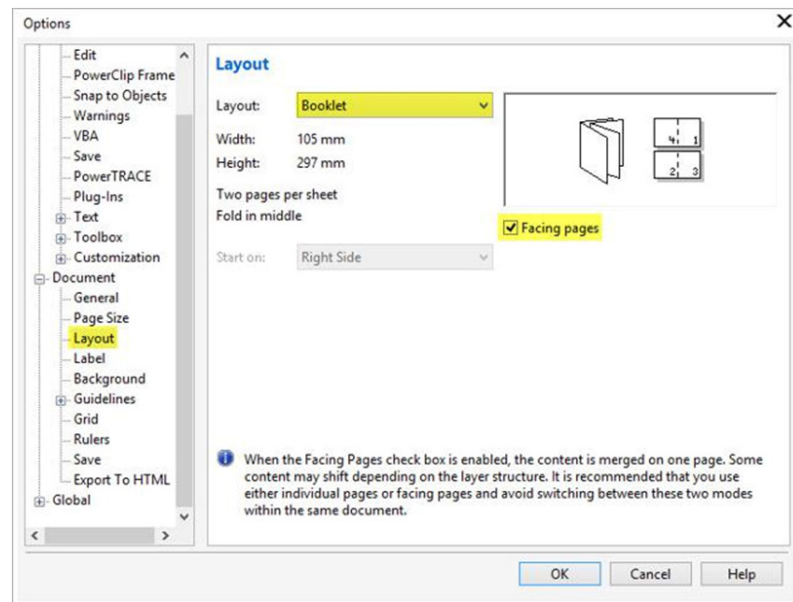 Options
Edit
PowerClip Frame
Snap to Objects
Warnings
VBA
Save
PowerTRACE
Plug-Ins
Text
Toolbox
Customization
Document
General
Page Size
Layout
Label
Background
Guidelines
Grid
Rulers
Save
Export To HTML
Global
Layout
Layout: Booklet
Width: 105 mm
Height: 297 mm
Two pages per sheet
Fold in middle
Start on: Right Side
4 1
2 3
Facing pages
When the Facing Pages check box is enabled, the content is merged on one page. Some
content may shift depending on the layer structure. It is recommended that you use
either individual pages or facing pages and avoid switching between these two modes
within the same document.
OK Cancel Help